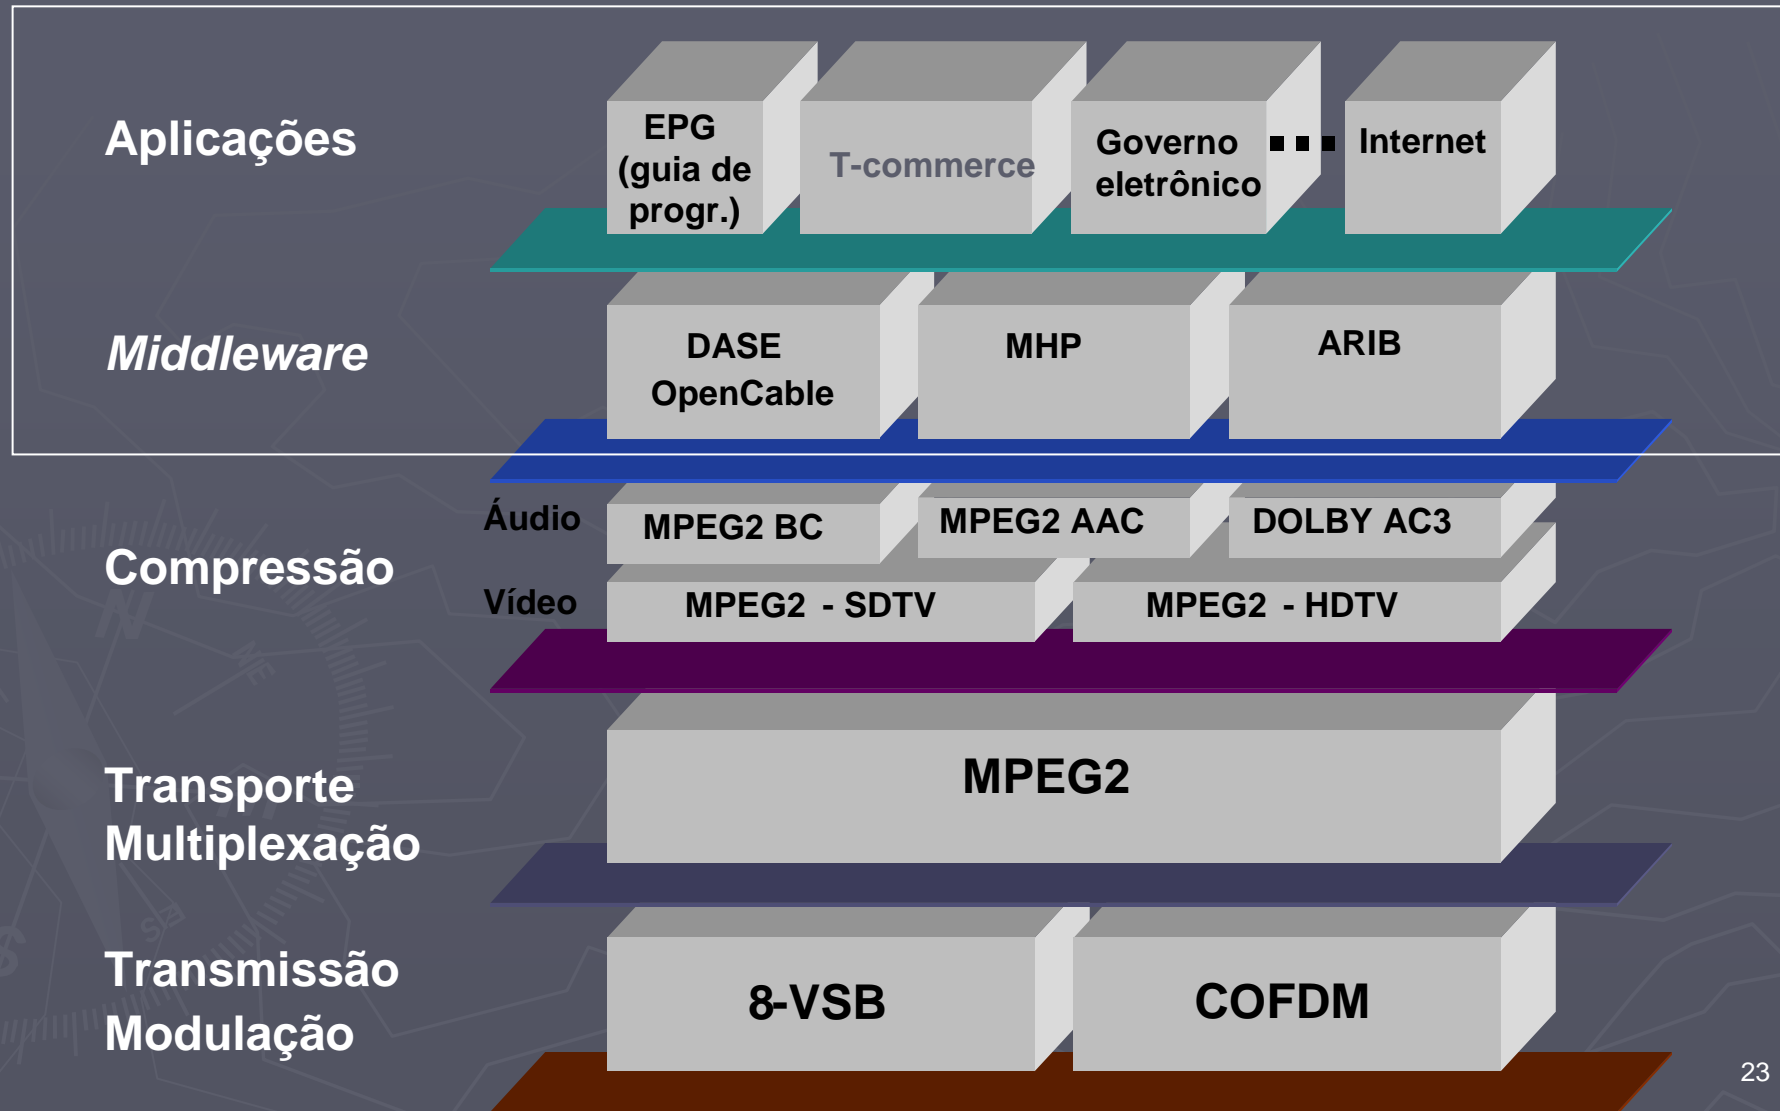 Aplicações
EPG
(guia de
progr.)
T-commerce
Governo
eletrônico
Internet
Middleware
DASE
OpenCable
MHP
ARIB
Compressão
Áudio
MPEG2 BC
MPEG2 AAC
DOLBY AC3
Vídeo
MPEG2 - SDTV
MPEG2 - HDTV
Transporte
Multiplexação
MPEG2
Transmissão
Modulação
8-VSB
COFDM
23
N
NE